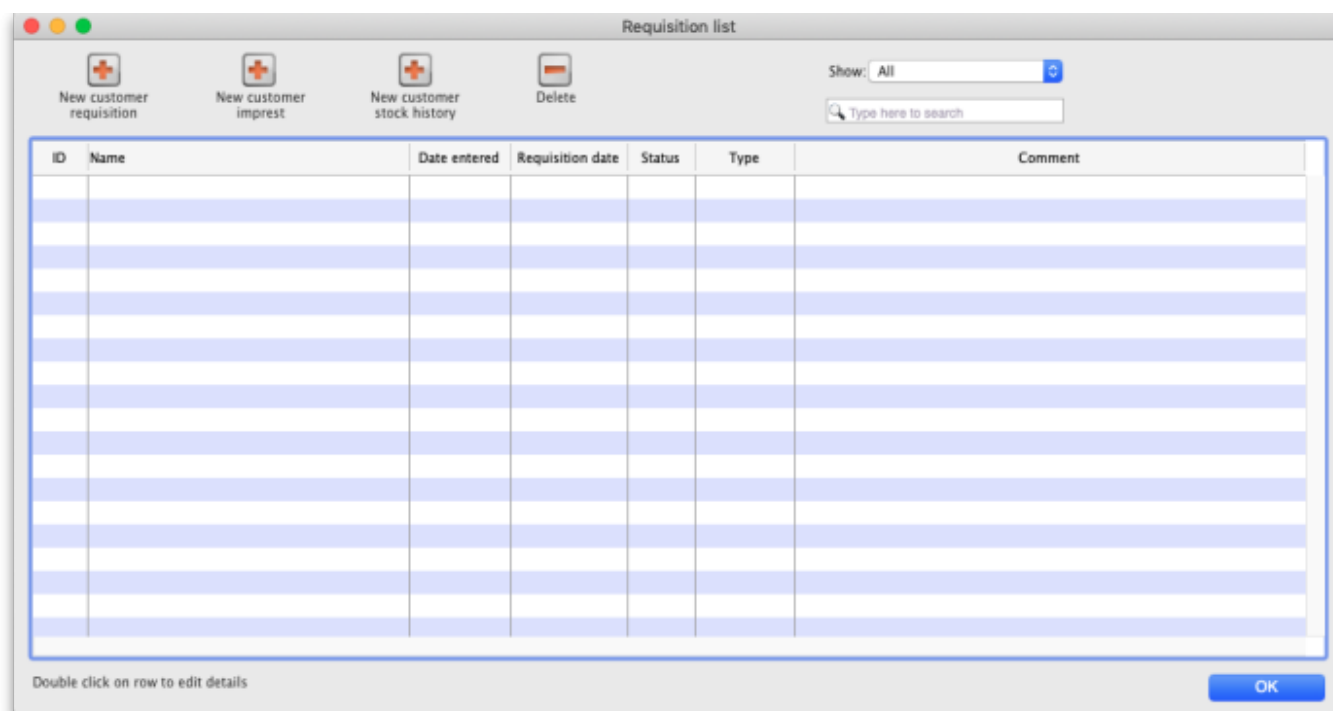 Requisition list
New customer
requisition
New customer
imprest
New customer
stock history
Delete
Show: All
Type here to search
ID Name Date entered Requisition date Status Type Comment
Double click on row to edit details
OK